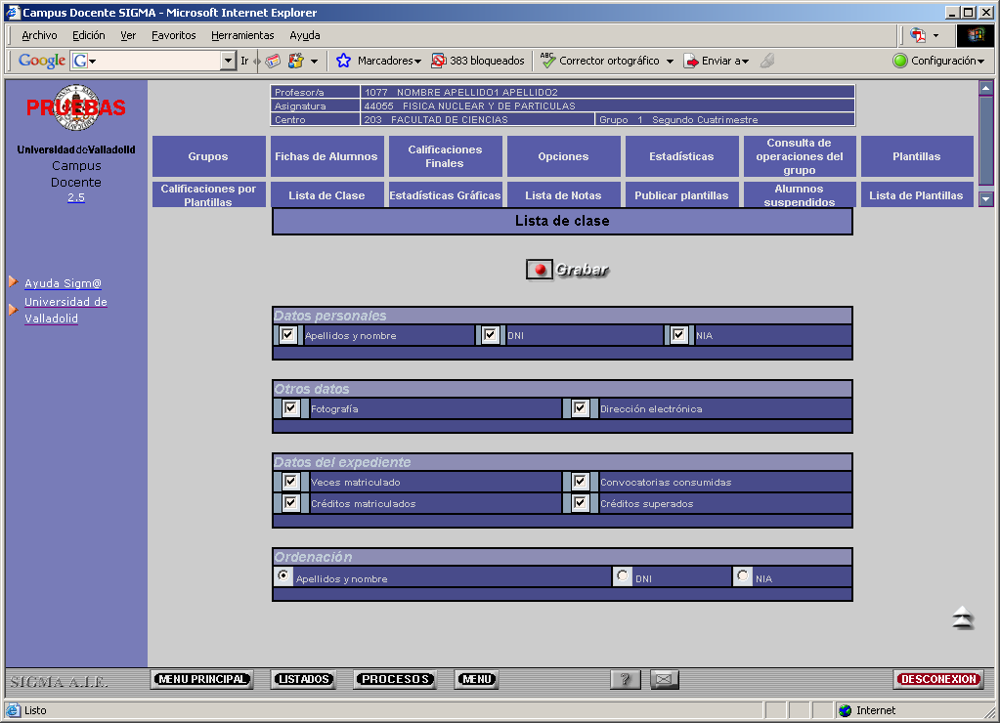 Campus Docente SIGMA - Microsoft Internet Explorer
Archivo Edición Ver Favoritos Herramientas Ayuda
Google G Ir Marcadores 383 bloqueados ABC Corrector ortográfico Enviar a Configuración
PRUEBAS
Universidad de Valladolid
Campus
Docente
2.5
Ayuda Sigm@
Universidad de
Valladolid
Profesor/a 1077 NOMBRE APELLIDO1 APELLIDO2
Asignatura 44055 FISICA NUCLEAR Y DE PARTICULAS
Centro 203 FACULTAD DE CIENCIAS Grupo 1 Segundo Cuatrimestre
Grupos
Fichas de Alumnos
Calificaciones
Finales
Opciones
Estadísticas
Consulta de
operaciones del
grupo
Plantillas
Calificaciones por
Plantillas
Lista de Clase
Estadísticas Gráficas
Lista de Notas
Publicar plantillas
Alumnos
suspendidos
Lista de Plantillas
Lista de clase
Grabar
Datos personales
Apellidos y nombre DNI NIA
Otros datos
Fotografía Dirección electrónica
Datos del expediente
Veces matriculado Convocatorias consumidas
Créditos matriculados Créditos superados
Ordenación
Apellidos y nombre DNI NIA
SIGMA A.I.E. MENU PRINCIPAL LISTADOS PROCESOS MENU ? DESCONEXION
Listo Internet